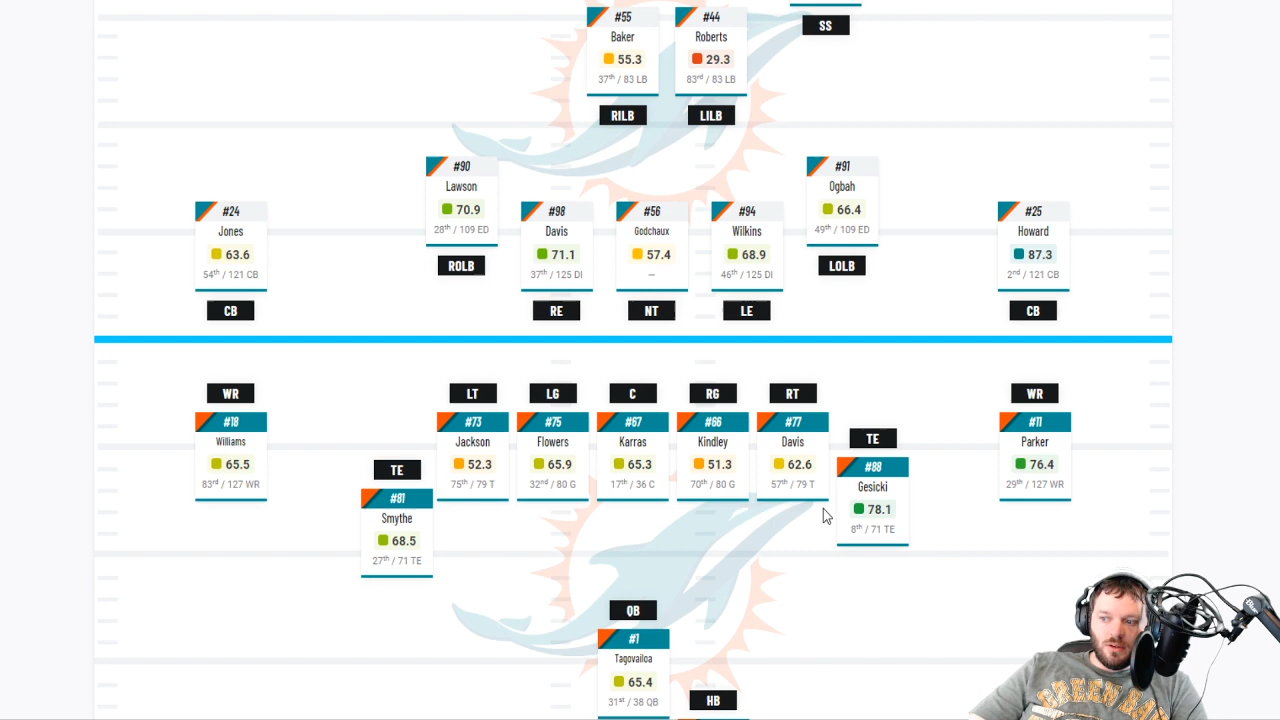 #55
Baker
55.3
37th / 83 LB
RILB
#44
Roberts
29.3
83rd / 83 LB
LILB
SS
#90
Lawson
70.9
28th / 109 ED
ROLB
#91
Ogbah
66.4
49th / 109 ED
LOLB
#24
Jones
63.6
54th / 121 CB
CB
#98
Davis
71.1
37th / 125 DI
RE
#56
Godchaux
57.4
–
NT
#94
Wilkins
68.9
46th / 125 DI
LE
#25
Howard
87.3
2nd / 121 CB
CB
WR
#18
Williams
65.5
83rd / 127 WR
TE
#81
Smythe
68.5
27th / 71 TE
LT
#73
Jackson
52.3
75th / 79 T
LG
#75
Flowers
65.9
32nd / 80 G
C
#67
Karras
65.3
17th / 36 C
RG
#66
Kindley
51.3
70th / 80 G
RT
#77
Davis
62.6
57th / 79 T
TE
#88
Gesicki
78.1
8th / 71 TE
WR
#11
Parker
76.4
29th / 127 WR
QB
#1
Tagovailoa
65.4
31st / 38 QB
HB